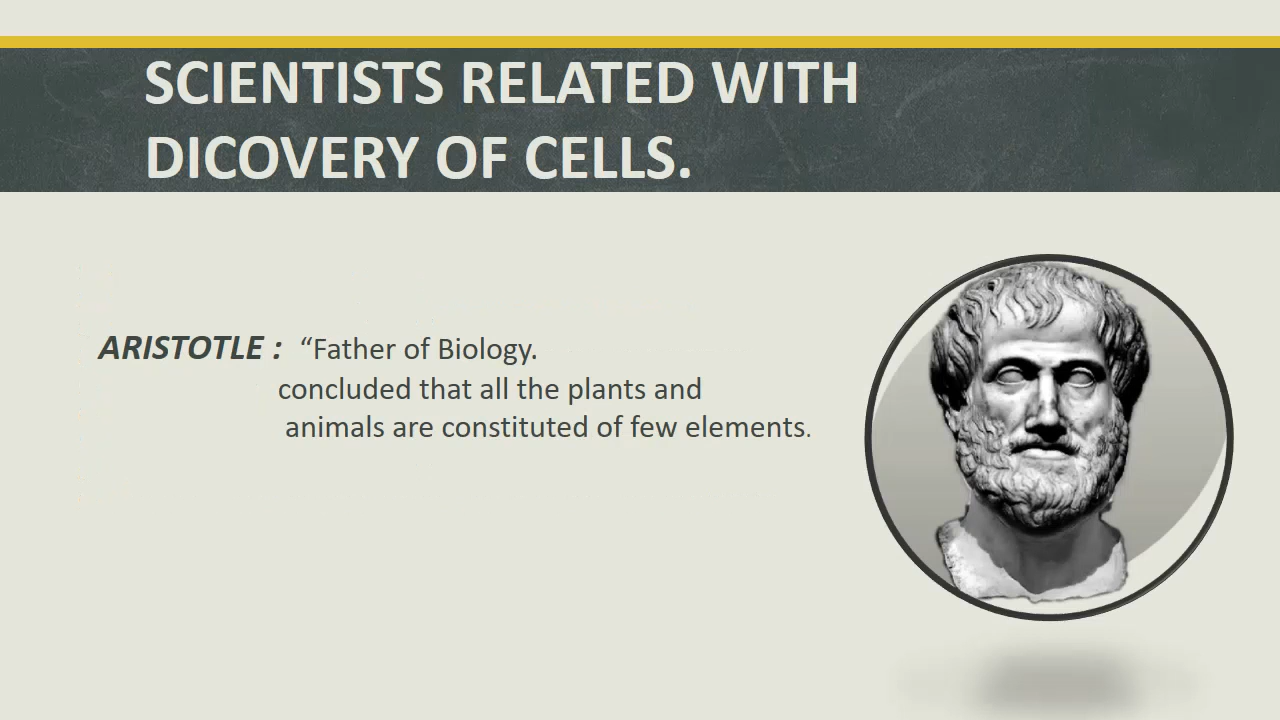 SCIENTISTS RELATED WITH
DICOVERY OF CELLS.
ARISTOTLE : “Father of Biology.
concluded that all the plants and
animals are constituted of few elements.